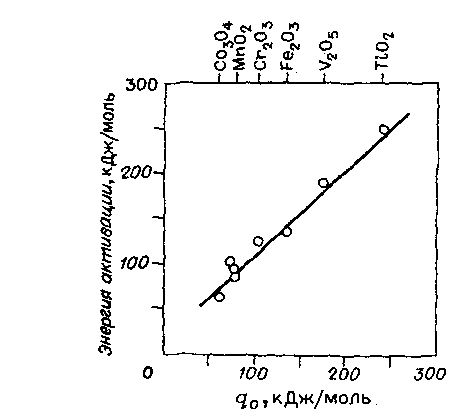 Co3O4
MnO2
Cr2O3
Fe2O3
V2O5
TiO2
Энергия активации, кДж/моль
300
200
100
0
100
200
300
q0, кДж/моль